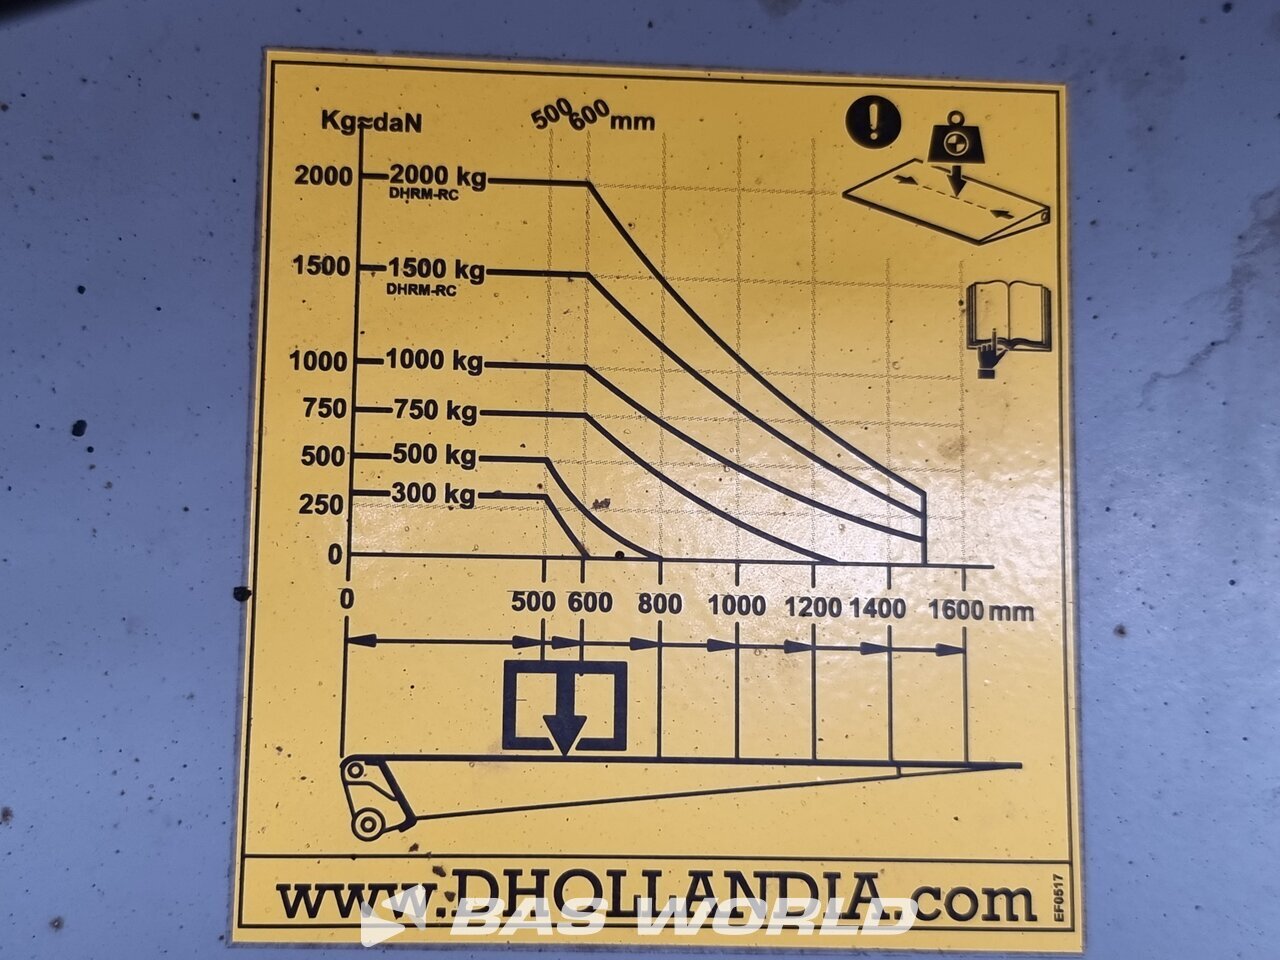 500 600 mm
Kg≈daN
2000 2000 kg
DHRM-RC
1500 1500 kg
DHRM-RC
1000 1000 kg
750 750 kg
500 500 kg
300 kg
250
0
0 500 600 800 1000 1200 1400 1600 mm
www.DHOLLANDIA.com
EF0517
BAS WORLD